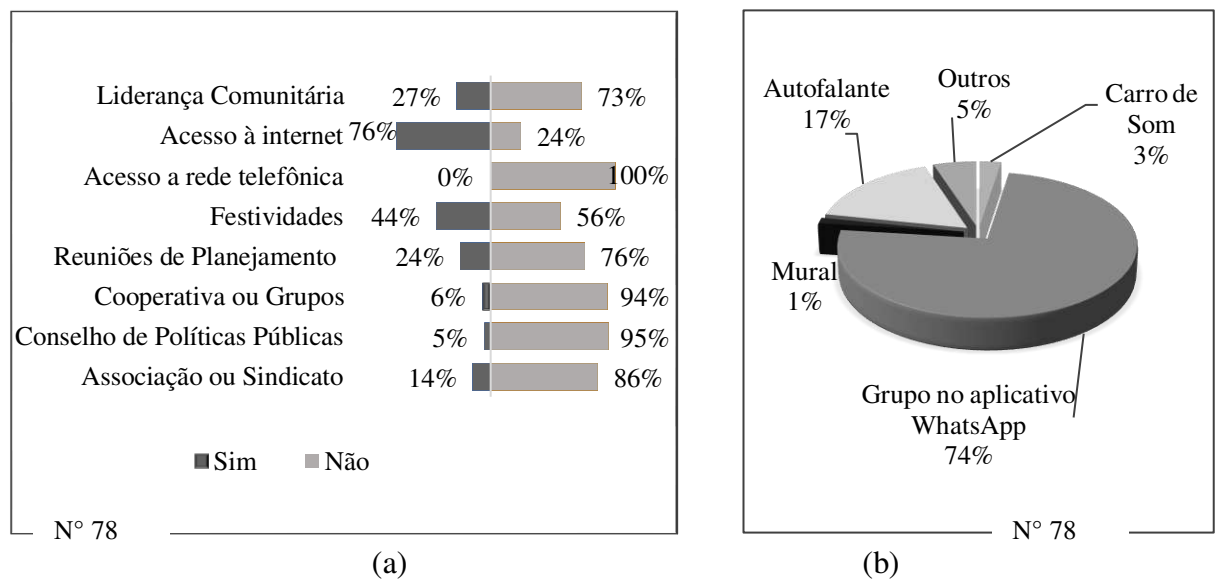 Liderança Comunitária 27% 73%
Acesso à internet 76% 24%
Acesso a rede telefônica 0% 100%
Festividades 44% 56%
Reuniões de Planejamento 24% 76%
Cooperativa ou Grupos 6% 94%
Conselho de Políticas Públicas 5% 95%
Associação ou Sindicato 14% 86%
Sim Não
N° 78
(a)
Autofalante
17%
Outros
5%
Carro de
Som
3%
Mural
1%
Grupo no aplicativo
WhatsApp
74%
N° 78
(b)